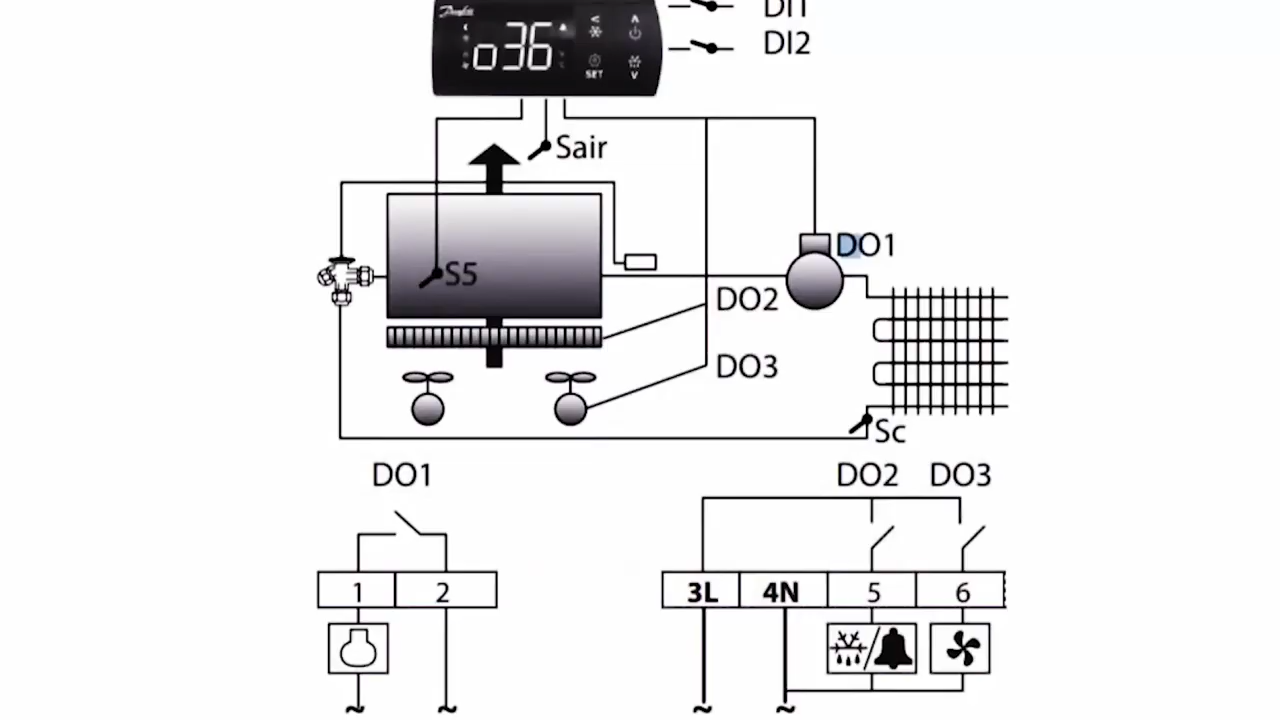 Danfoss
DI1
o36
SET
DI2
Sair
DO1
S5
DO2
DO3
Sc
DO1
DO2 DO3
1 2
3L 4N 5 6
~ ~ ~ ~